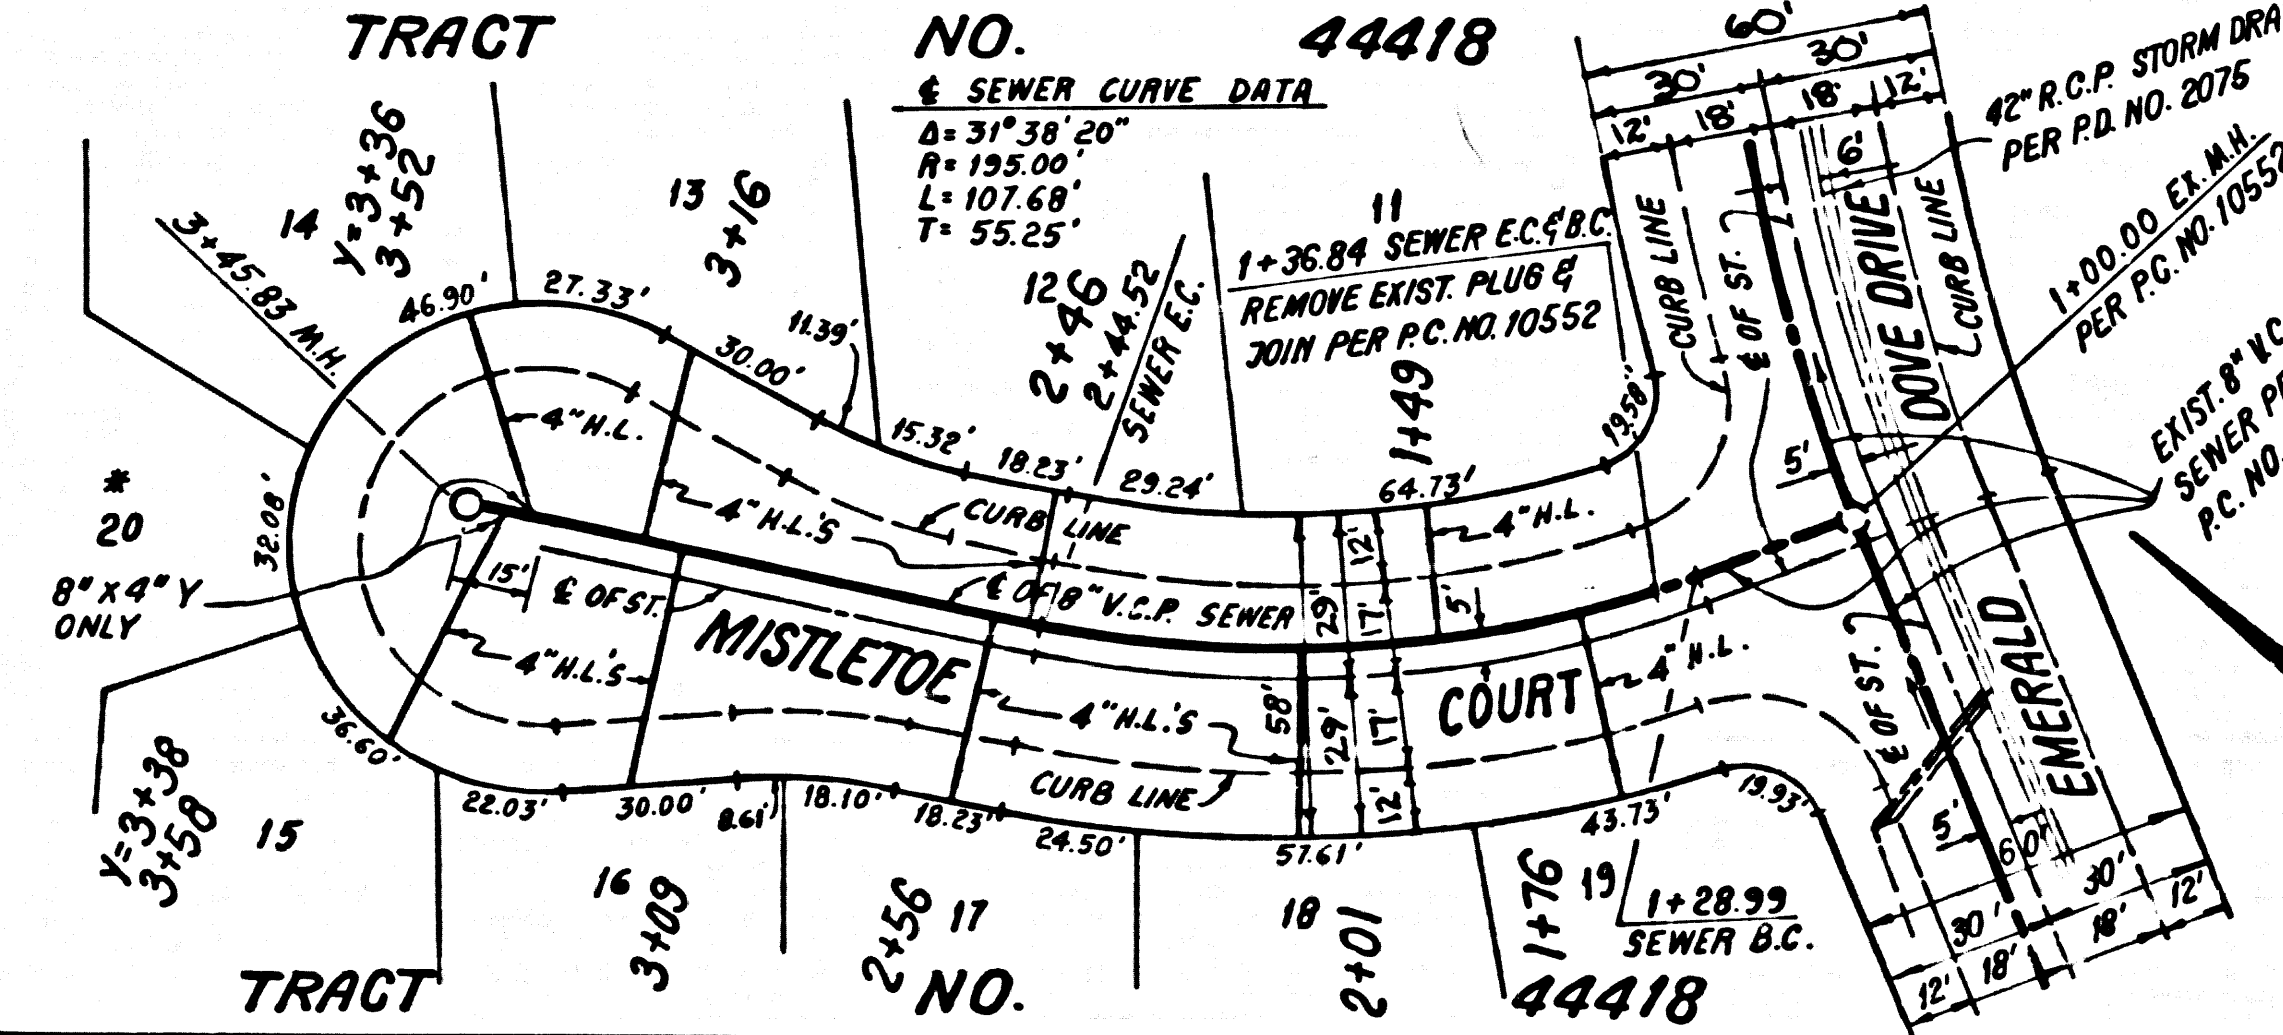 TRACT NO. 44418
℄ SEWER CURVE DATA
Δ= 31° 38' 20"
R= 195.00'
L= 107.68'
T= 55.25'
14
Y=3+36
3+52
3+45.83 M.H.
46.90'
27.33'
13
3+16
30.00'
11.39'
15.32'
18.23'
12
2+46
2+44.52
SEWER E.C.
29.24'
11
1+36.84 SEWER E.C. & B.C.
REMOVE EXIST. PLUG &
JOIN PER P.C. NO. 10552
1+49
64.73'
19.58'
60'
30'
30'
12'
18'
18'
12'
6'
CURB LINE
℄ OF ST.
DOVE DRIVE
CURB LINE
42" R.C.P. STORM DRA
PER P.D. NO. 2075
1+00.00 EX. M.H.
PER P.C. NO. 10552
EXIST. 8" V.C
SEWER PE
P.C. NO.
5'
*
20
8" X 4" Y
ONLY
32.08'
4" H.L.
4" H.L.'S
CURB LINE
4" H.L.
15'
℄ OF ST.
℄ OF 8" V.C.P. SEWER
29'
12'
17'
5'
4" H.L.'S
MISTLETOE COURT
4" H.L.'S
58'
29'
17'
12'
4" H.L.
℄ OF ST.
EMERALD
CURB LINE
36.60'
22.03'
30.00'
8.61'
18.10'
18.23'
24.50'
57.61'
43.73'
19.93'
Y=3+38
3+58
15
16
3+09
2+56
17
18
2+01
1+76
19
1+28.99
SEWER B.C.
5'
60'
30'
30'
12'
18'
18'
12'
TRACT NO. 44418